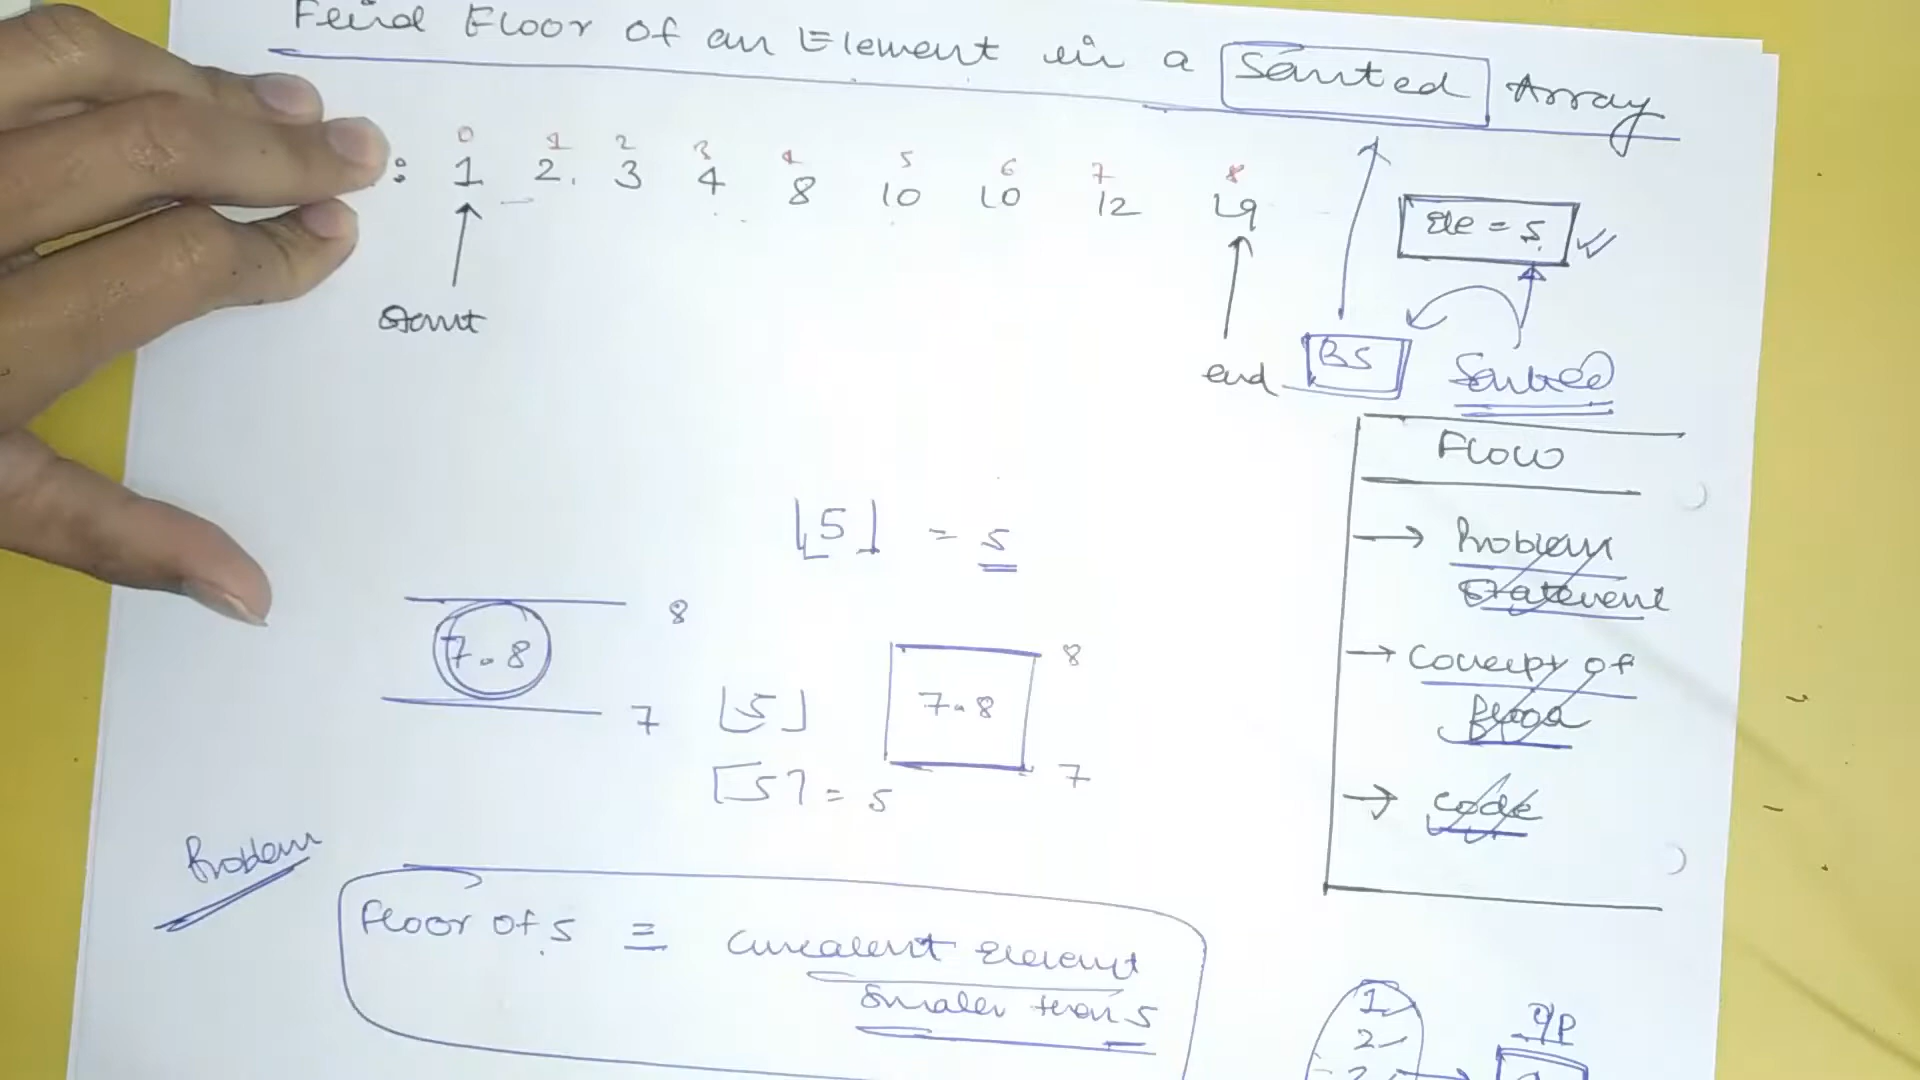 Find Floor of an Element in a Sorted Array
0 1 2 3 4 5 6 7 8
: 1 2 3 4 8 10 10 12 19
ele = 5
start
end
BS
Sorted
Flow
⌊5⌋ = 5
→ Problem
Statement
8
7.8
7
8
7.8
7
→ Concept of
floor
⌊5⌋
⌈5⌉ = 5
→ code
Problem
Floor of 5 = Greatest Element
Smaller than 5
1
2
2